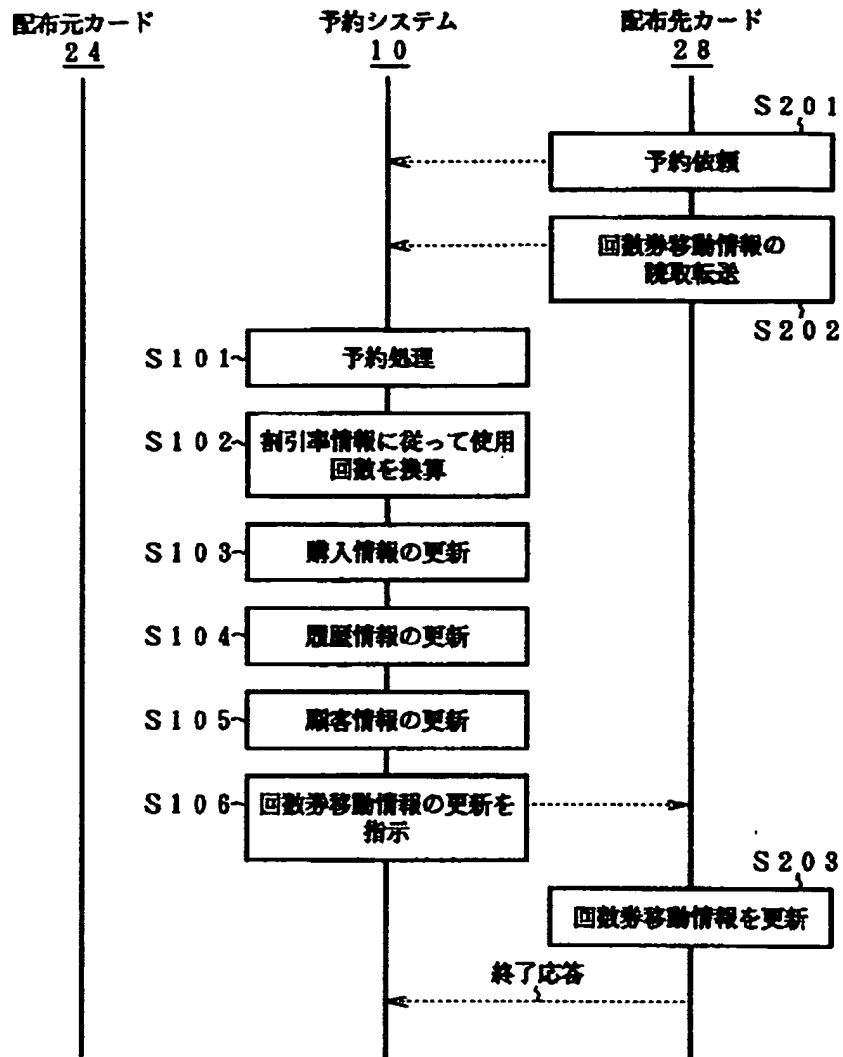 配布元カード
24
予約システム
10
配布先カード
28
S201
予約依頼
回数券移動情報の
読取転送
S202
S101
予約処理
S102
割引率情報に従って使用
回数を換算
S103
購入情報の更新
S104
履歴情報の更新
S105
顧客情報の更新
S106
回数券移動情報の更新を
指示
S203
回数券移動情報を更新
終了応答